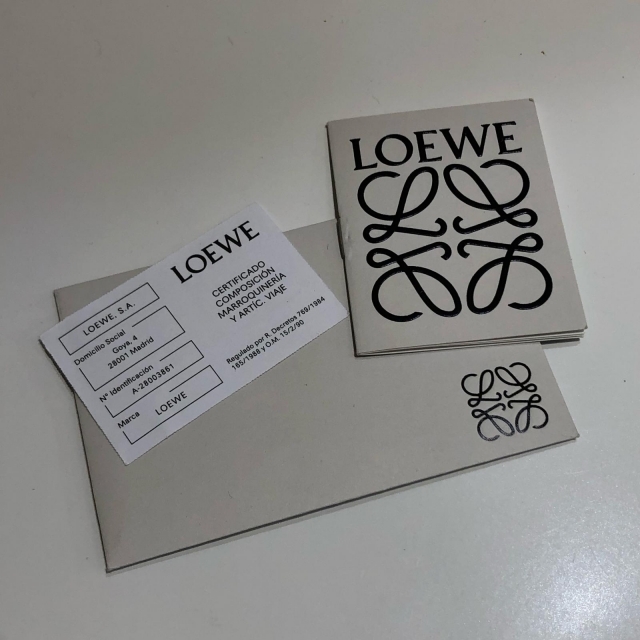 LOEWE
LOEWE
CERTIFICADO
COMPOSICIÓN
MARROQUINERÍA
Y ARTIC. VIAJE
Regulado por R. Decretos 769/1984
185/1988 y O.M. 15/2/90
LOEWE, S.A.
Domicilio Social
Goya, 4
28001 Madrid
Nº Identificación
A-28003861
Marca
LOEWE